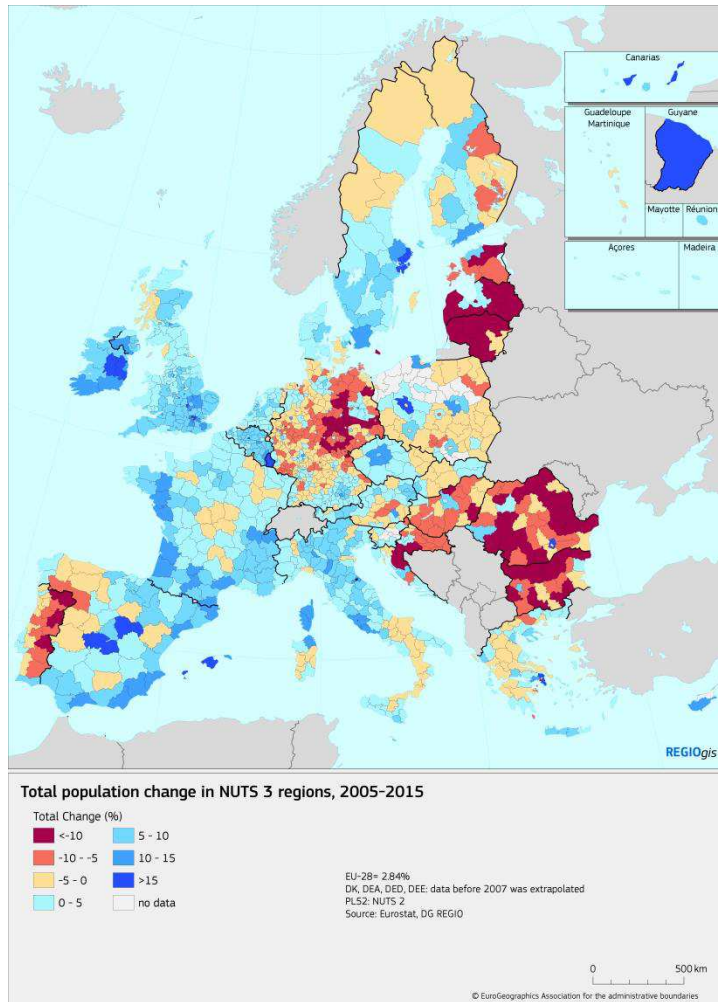 Canarias
Guadeloupe
Martinique
Guyane
Mayotte
Réunion
Açores
Madeira
REGIOgis
Total population change in NUTS 3 regions, 2005-2015
Total Change (%)
<-10
-10 - -5
-5 - 0
0 - 5
5 - 10
10 - 15
>15
no data
EU-28= 2.84%
DK, DEA, DED, DEE: data before 2007 was extrapolated
PL52: NUTS 2
Source: Eurostat, DG REGIO
0 500 km
© EuroGeographics Association for the administrative boundaries